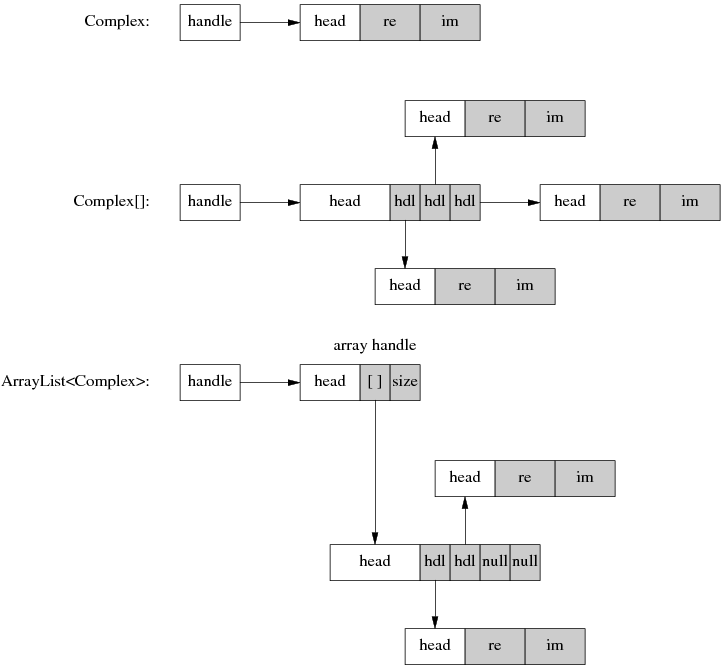 Complex: handle head re im
head re im
Complex[]: handle head hdl hdl hdl head re im
head re im
array handle
ArrayList<Complex>: handle head [ ] size
head re im
head hdl hdl null null
head re im